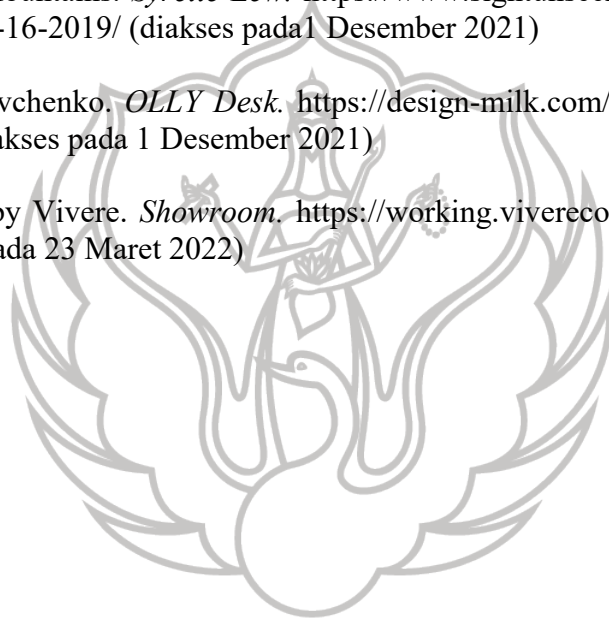 -16-2019/ (diakses pada1 Desember 2021)
vchenko. OLLY Desk. https://design-milk.com/
akses pada 1 Desember 2021)
by Vivere. Showroom. https://working.vivereco
ada 23 Maret 2022)